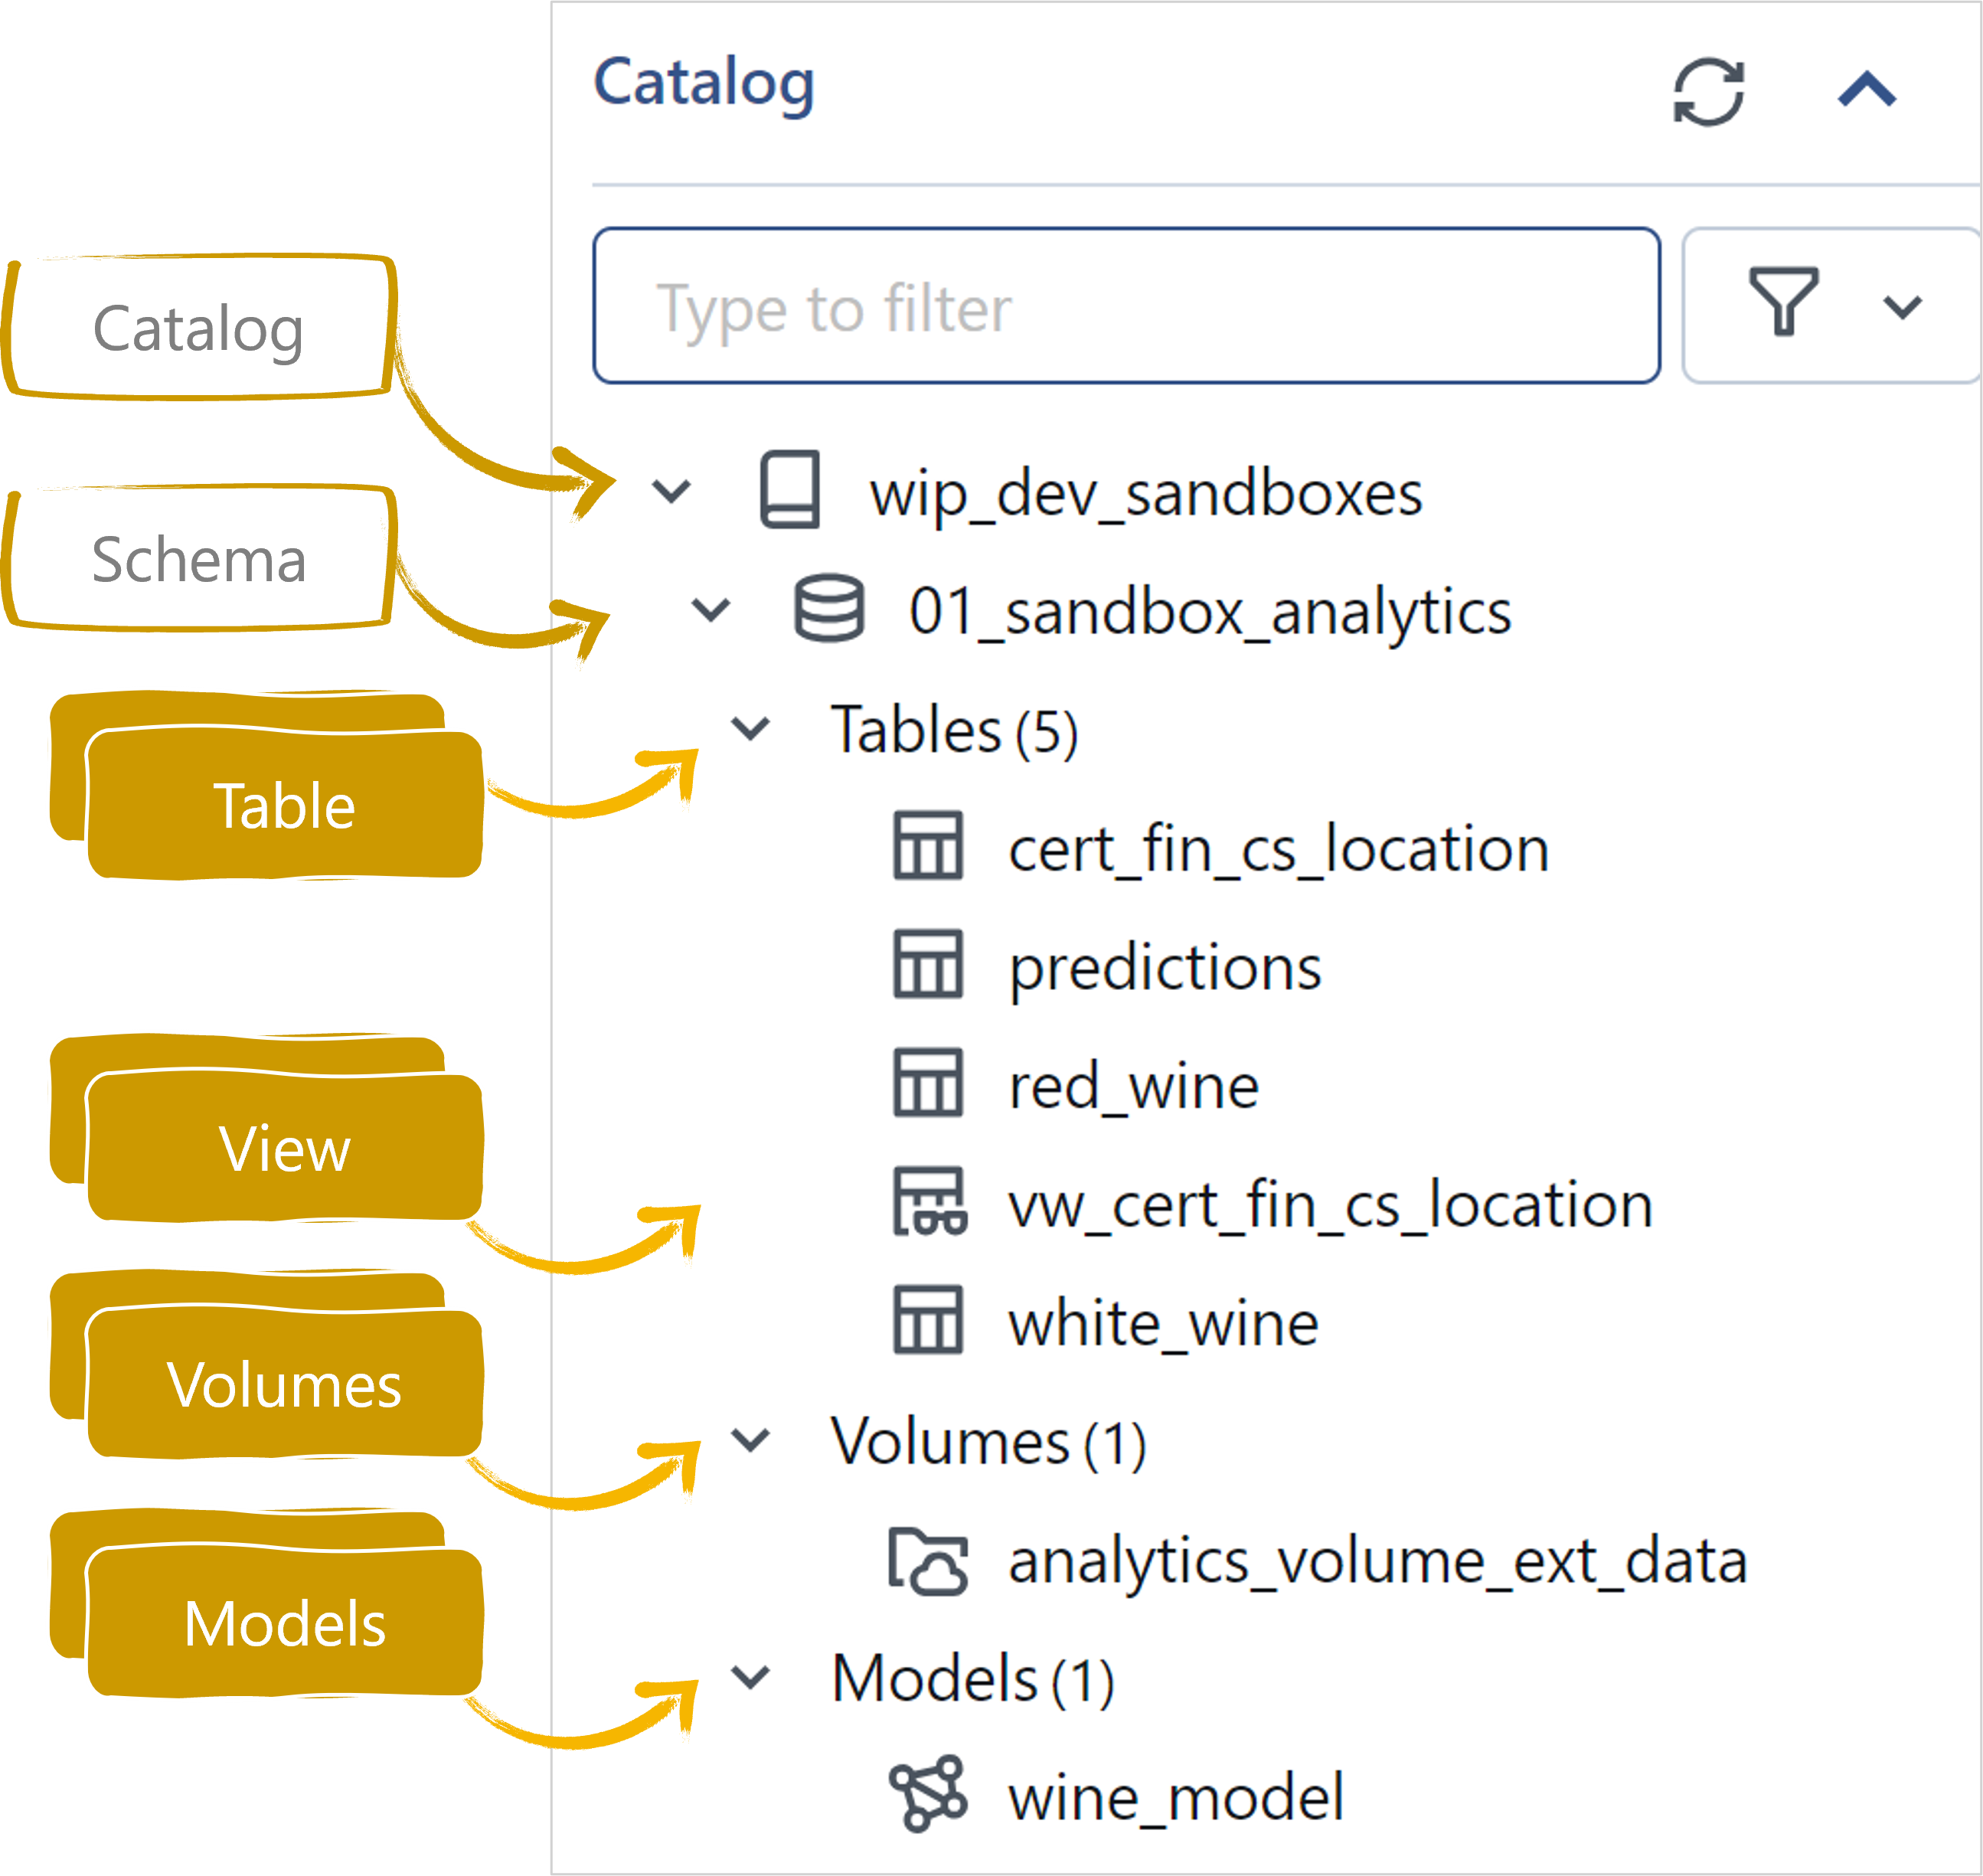 Catalog
Type to filter
Catalog
wip_dev_sandboxes
Schema
01_sandbox_analytics
Tables (5)
Table
cert_fin_cs_location
predictions
red_wine
View
vw_cert_fin_cs_location
white_wine
Volumes
Volumes (1)
analytics_volume_ext_data
Models
Models (1)
wine_model